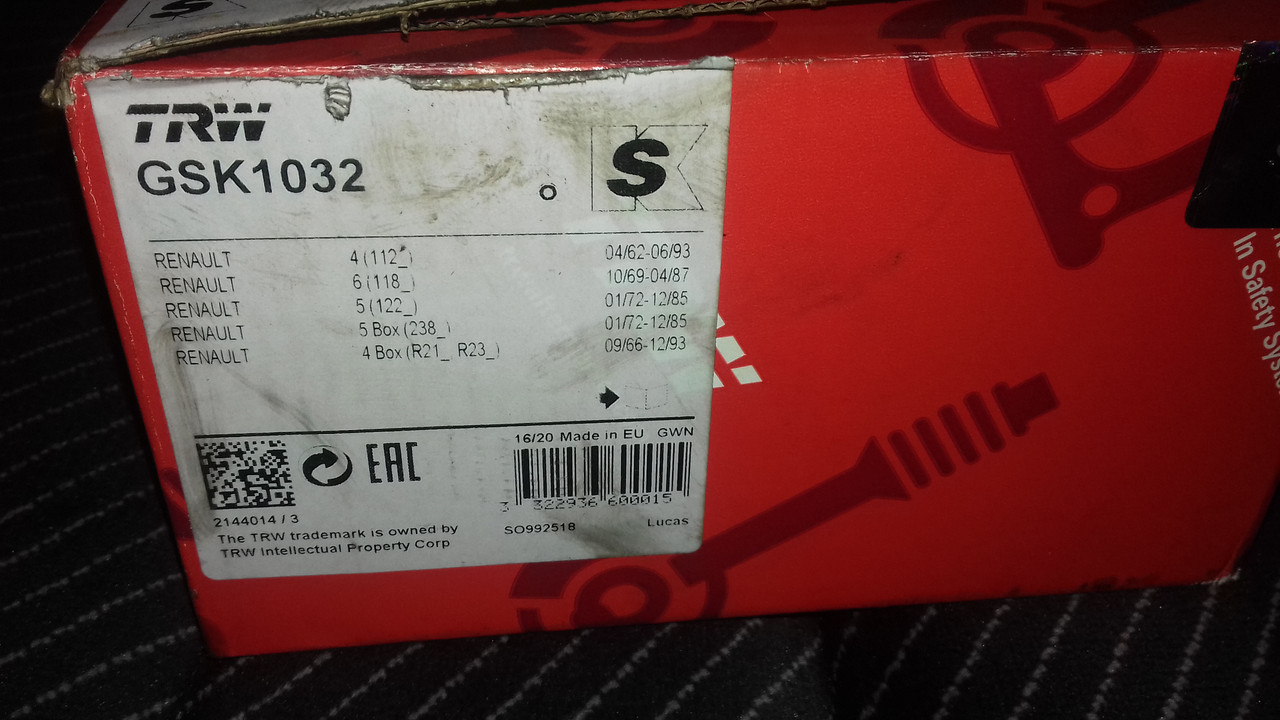 TRW
GSK1032
S
RENAULT 4 (112_) 04/62-06/93
RENAULT 6 (118_) 10/69-04/87
RENAULT 5 (122_) 01/72-12/85
RENAULT 5 Box (238_) 01/72-12/85
RENAULT 4 Box (R21_ R23_) 09/66-12/93
16/20 Made in EU GWN
EAC
3 322936 600015
2144014 / 3
The TRW trademark is owned by
TRW Intellectual Property Corp
SO992518 Lucas
In Safety